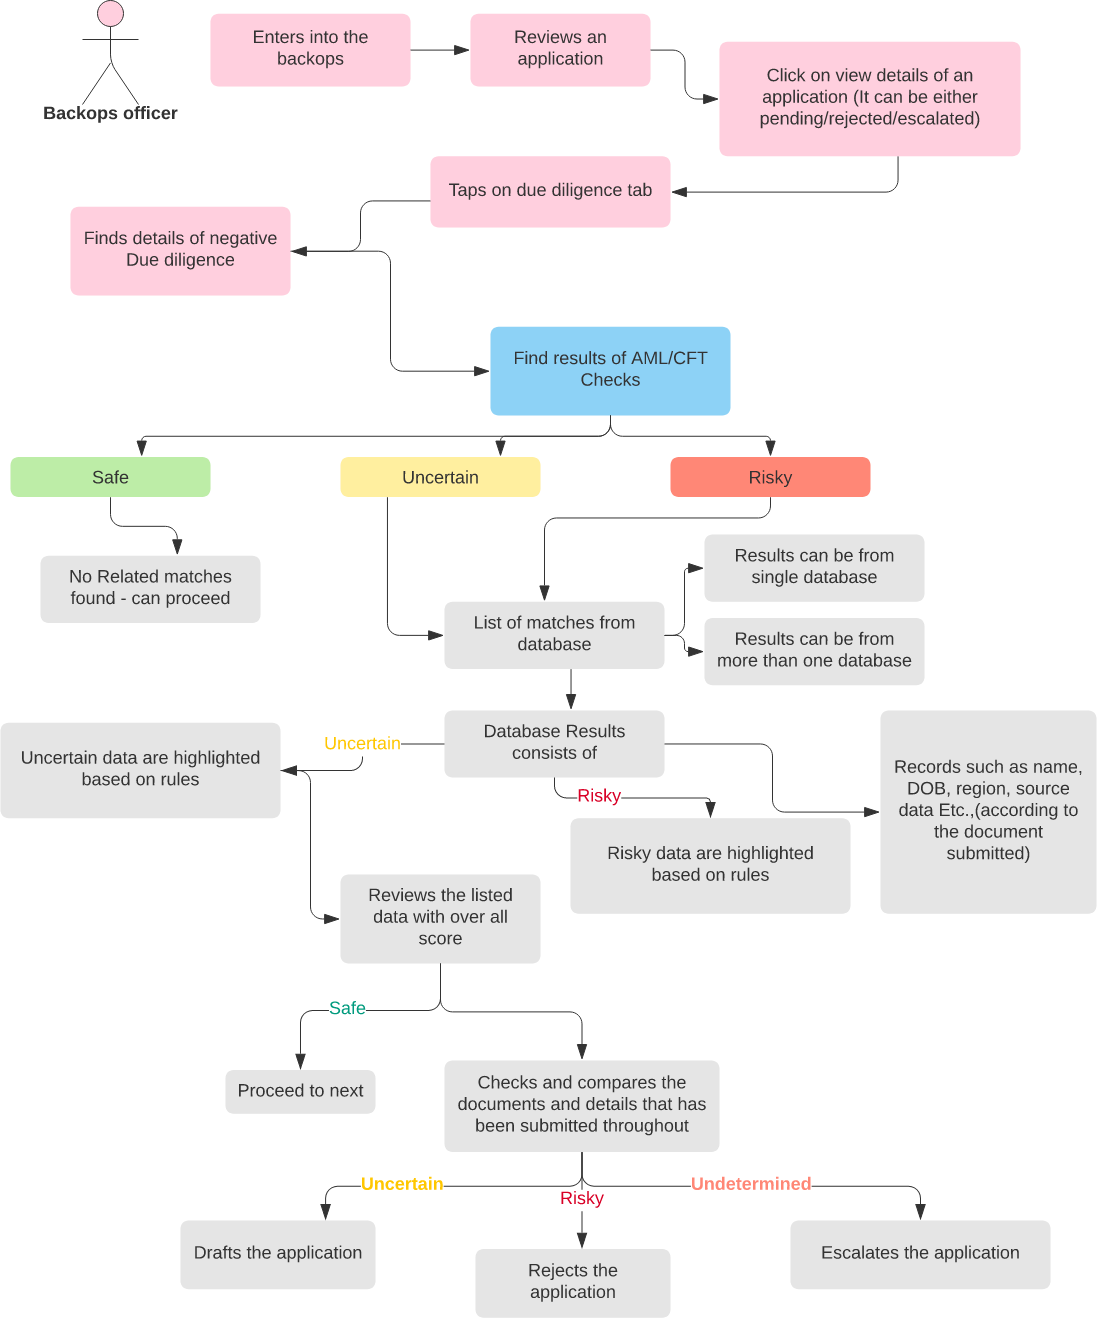 Backops officer
Enters into the
backops
Reviews an
application
Click on view details of an
application (It can be either
pending/rejected/escalated)
Taps on due diligence tab
Finds details of negative
Due diligence
Find results of AML/CFT
Checks
Safe
Uncertain
Risky
No Related matches
found - can proceed
List of matches from
database
Results can be from
single database
Results can be from
more than one database
Database Results
consists of
Uncertain
Risky
Uncertain data are highlighted
based on rules
Risky data are highlighted
based on rules
Records such as name,
DOB, region, source
data Etc.,(according to
the document
submitted)
Reviews the listed
data with over all
score
Safe
Proceed to next
Checks and compares the
documents and details that has
been submitted throughout
Uncertain
Risky
Undetermined
Drafts the application
Rejects the
application
Escalates the application